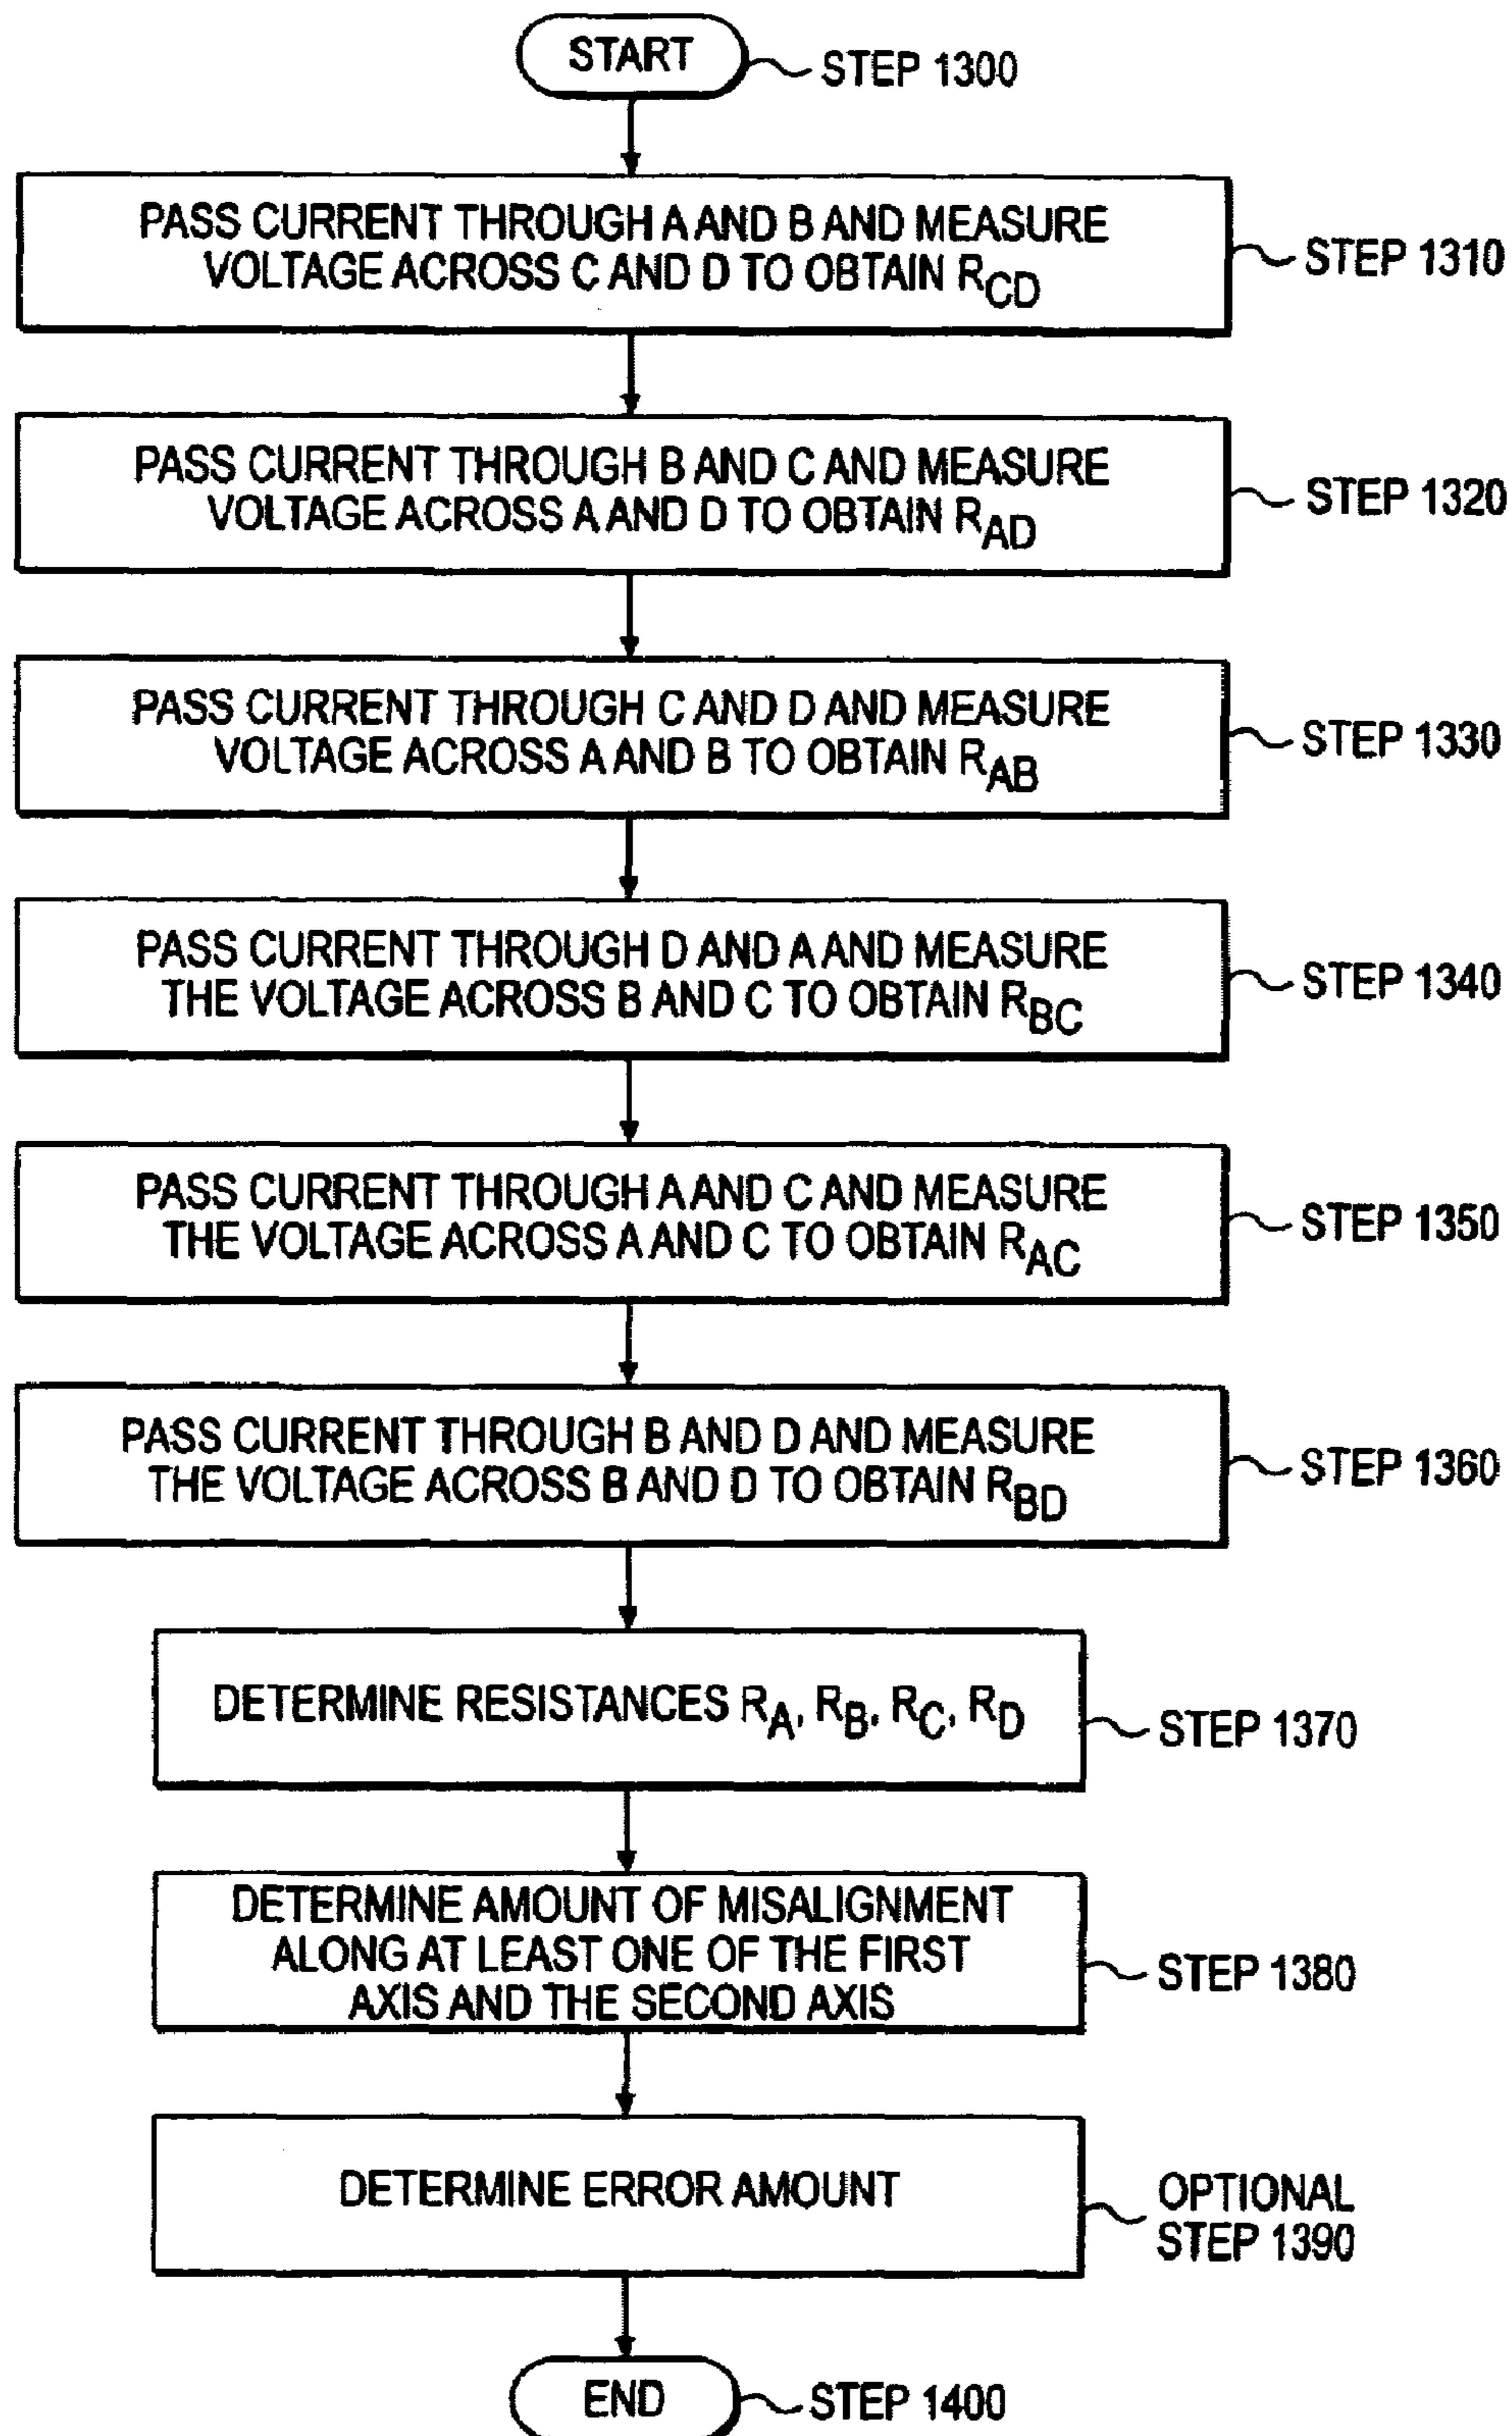 START
STEP 1300
PASS CURRENT THROUGH A AND B AND MEASURE
VOLTAGE ACROSS C AND D TO OBTAIN RCD
STEP 1310
PASS CURRENT THROUGH B AND C AND MEASURE
VOLTAGE ACROSS A AND D TO OBTAIN RAD
STEP 1320
PASS CURRENT THROUGH C AND D AND MEASURE
VOLTAGE ACROSS A AND B TO OBTAIN RAB
STEP 1330
PASS CURRENT THROUGH D AND A AND MEASURE
THE VOLTAGE ACROSS B AND C TO OBTAIN RBC
STEP 1340
PASS CURRENT THROUGH A AND C AND MEASURE
THE VOLTAGE ACROSS A AND C TO OBTAIN RAC
STEP 1350
PASS CURRENT THROUGH B AND D AND MEASURE
THE VOLTAGE ACROSS B AND D TO OBTAIN RBD
STEP 1360
DETERMINE RESISTANCES RA, RB, RC, RD
STEP 1370
DETERMINE AMOUNT OF MISALIGNMENT
ALONG AT LEAST ONE OF THE FIRST
AXIS AND THE SECOND AXIS
STEP 1380
DETERMINE ERROR AMOUNT
OPTIONAL
STEP 1390
END
STEP 1400